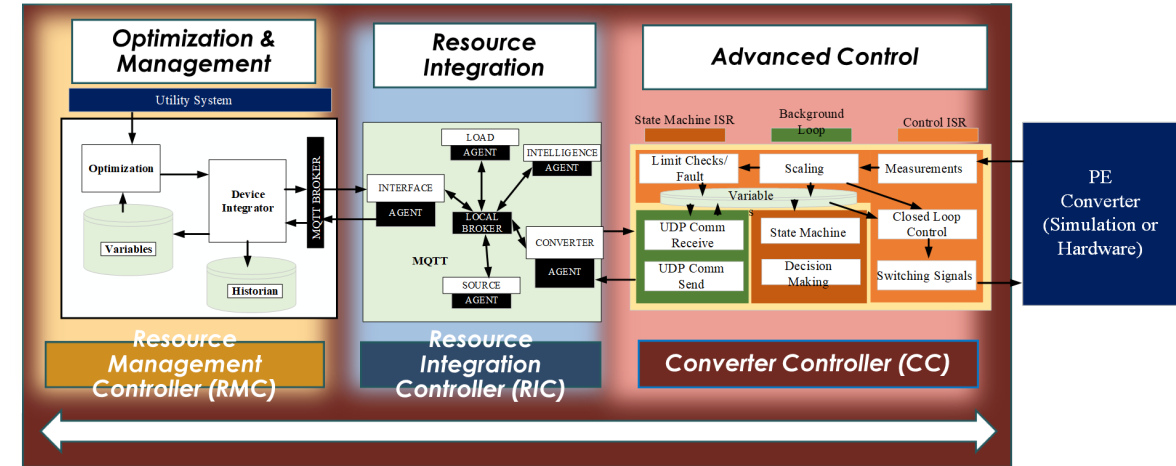 Optimization &
Management
Resource
Integration
Advanced Control
Utility System
Optimization
Device
Integrator
Variables
Historian
MQTT BROKER
LOAD
AGENT
INTELLIGENCE
AGENT
INTERFACE
AGENT
LOCAL
BROKER
MQTT
CONVERTER
AGENT
SOURCE
AGENT
State Machine ISR
Background
Loop
Control ISR
Limit Checks/
Fault
Scaling
Measurements
Variable
s
UDP Comm
Receive
State Machine
Closed Loop
Control
UDP Comm
Send
Decision
Making
Switching Signals
PE
Converter
(Simulation or
Hardware)
Resource
Management
Controller (RMC)
Resource
Integration
Controller (RIC)
Converter Controller (CC)